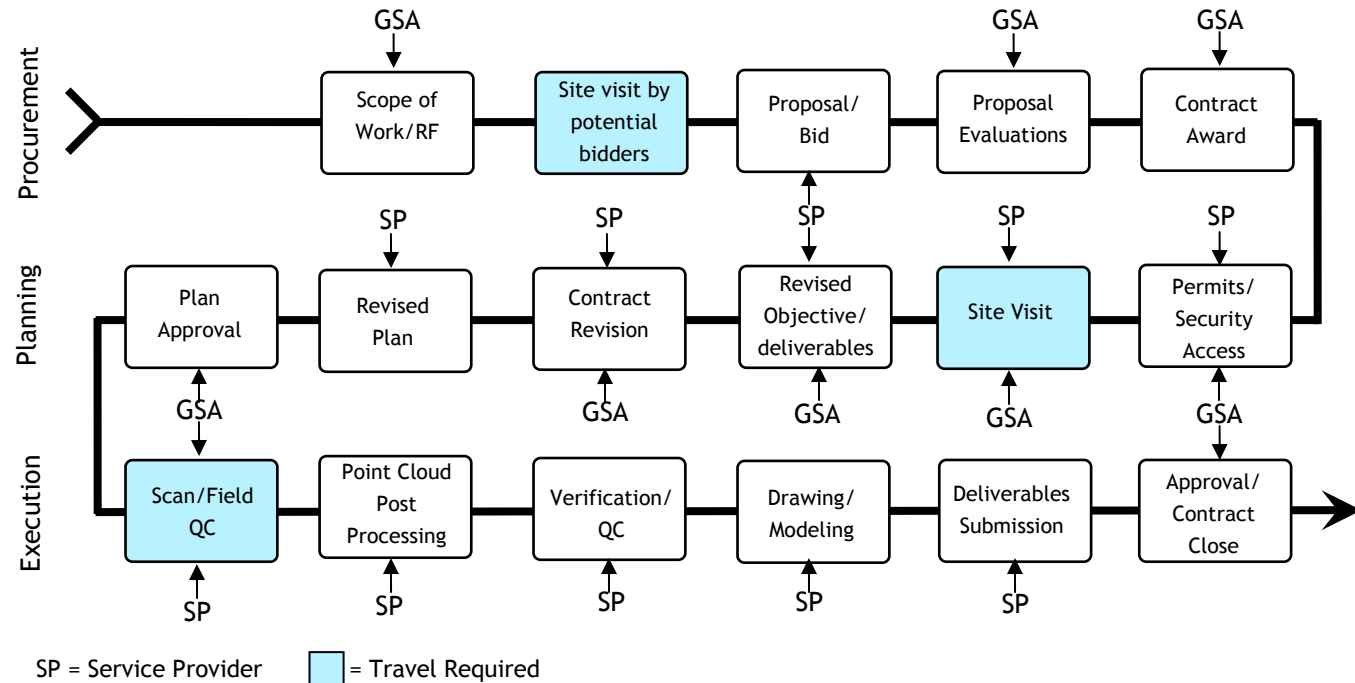 GSA
GSA
GSA
Procurement
Scope of
Work/RF
Site visit by
potential
bidders
Proposal/
Bid
Proposal
Evaluations
Contract
Award
SP
SP
SP
SP
SP
Planning
Plan
Approval
Revised
Plan
Contract
Revision
Revised
Objective/
deliverables
Site Visit
Permits/
Security
Access
GSA
GSA
GSA
GSA
GSA
Execution
Scan/Field
QC
Point Cloud
Post
Processing
Verification/
QC
Drawing/
Modeling
Deliverables
Submission
Approval/
Contract
Close
SP
SP
SP
SP
SP
SP = Service Provider
= Travel Required